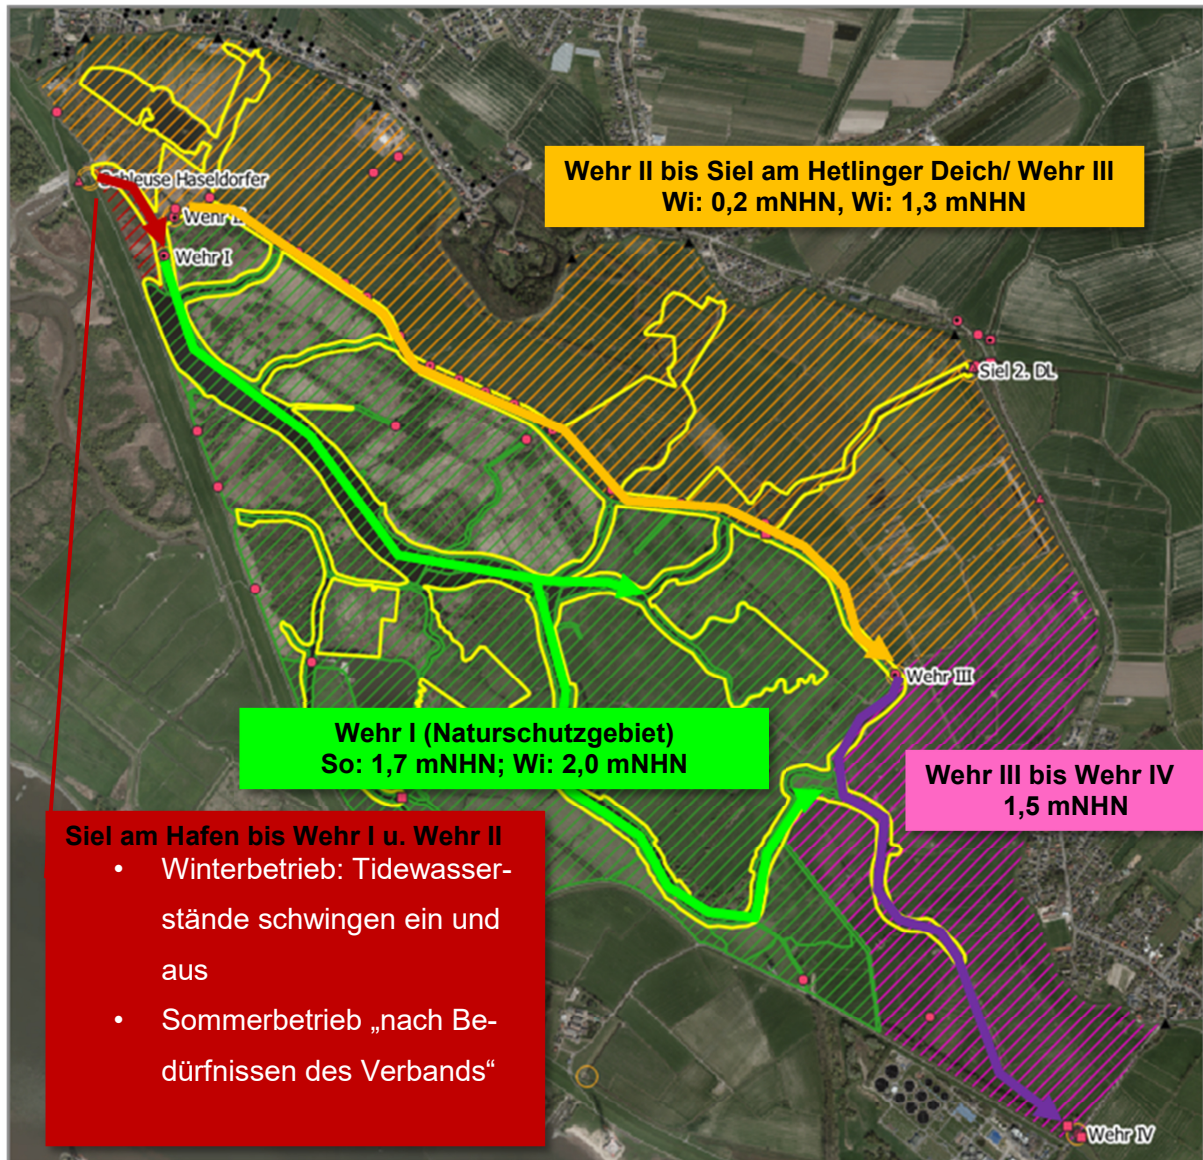 Wehr II bis Siel am Hetlinger Deich/ Wehr III
Wi: 0,2 mNHN, Wi: 1,3 mNHN
Schleuse Haseldorfer
Wehr I
Siel 2. DL
Wehr III
Wehr I (Naturschutzgebiet)
So: 1,7 mNHN; Wi: 2,0 mNHN
Wehr III bis Wehr IV
1,5 mNHN
Siel am Hafen bis Wehr I u. Wehr II
• Winterbetrieb: Tidewasser-
stände schwingen ein und
aus
• Sommerbetrieb „nach Be-
dürfnissen des Verbands“
Wehr IV